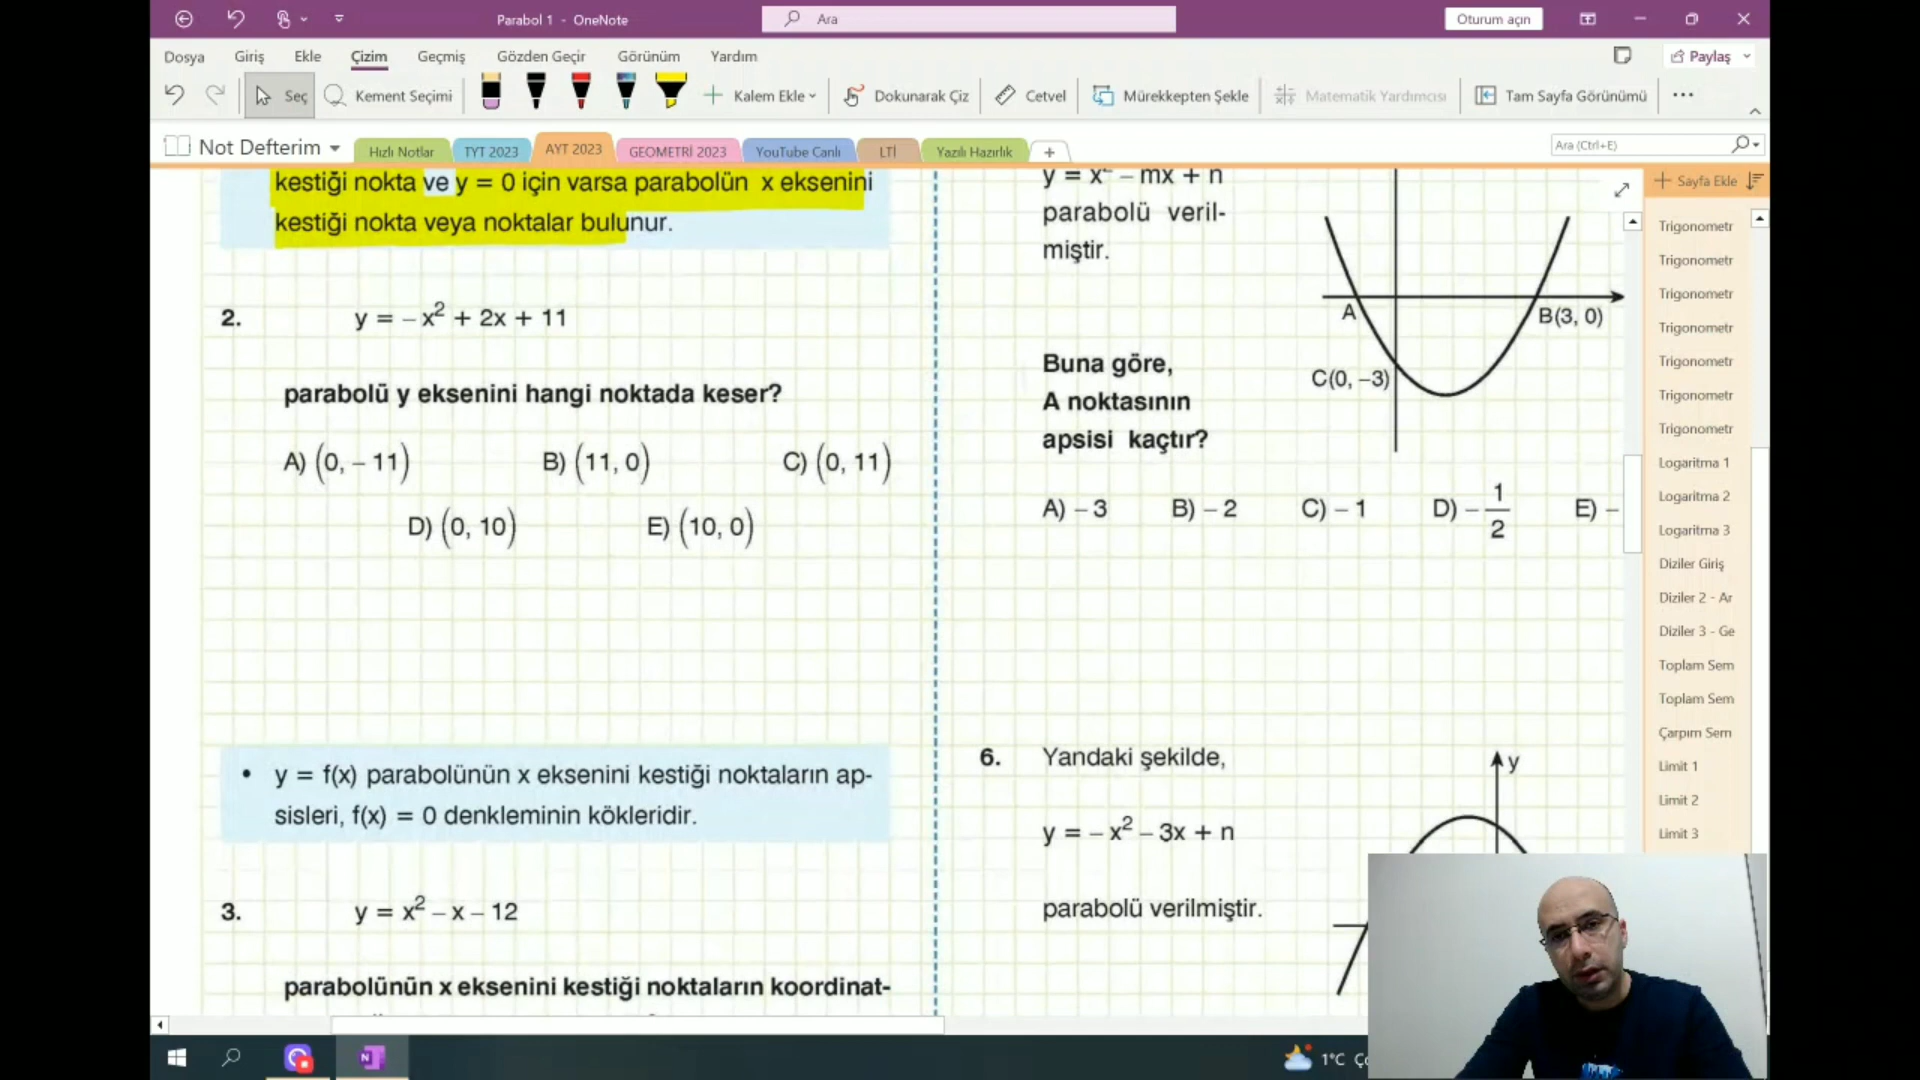 Parabol 1 - OneNote
Ara
Oturum açın
Dosya
Giriş
Ekle
Çizim
Geçmiş
Gözden Geçir
Görünüm
Yardım
Paylaş
Seç
Kement Seçimi
Kalem Ekle
Dokunarak Çiz
Cetvel
Mürekkepten Şekle
Matematik Yardımcısı
Tam Sayfa Görünümü
Not Defterim
Hızlı Notlar
TYT 2023
AYT 2023
GEOMETRİ 2023
YouTube Canlı
LTİ
Yazılı Hazırlık
Ara (Ctrl+E)
kestiği nokta ve y = 0 için varsa parabolün x eksenini
kestiği nokta veya noktalar bulunur.
2. y = – x² + 2x + 11
parabolü y eksenini hangi noktada keser?
A) (0, – 11) B) (11, 0) C) (0, 11)
D) (0, 10) E) (10, 0)
• y = f(x) parabolünün x eksenini kestiği noktaların ap-
sisleri, f(x) = 0 denkleminin kökleridir.
3. y = x² – x – 12
parabolünün x eksenini kestiği noktaların koordinat-
y = x² – mx + n
parabolü veril-
miştir.
A
B(3, 0)
C(0, –3)
Buna göre,
A noktasının
apsisi kaçtır?
A) – 3 B) – 2 C) – 1 D) – 1/2 E) –
6. Yandaki şekilde,
y
y = – x² – 3x + n
parabolü verilmiştir.
Sayfa Ekle
Trigonometr
Trigonometr
Trigonometr
Trigonometr
Trigonometr
Trigonometr
Trigonometr
Logaritma 1
Logaritma 2
Logaritma 3
Diziler Giriş
Diziler 2 - Ar
Diziler 3 - Ge
Toplam Sem
Toplam Sem
Çarpım Sem
Limit 1
Limit 2
Limit 3
1°C